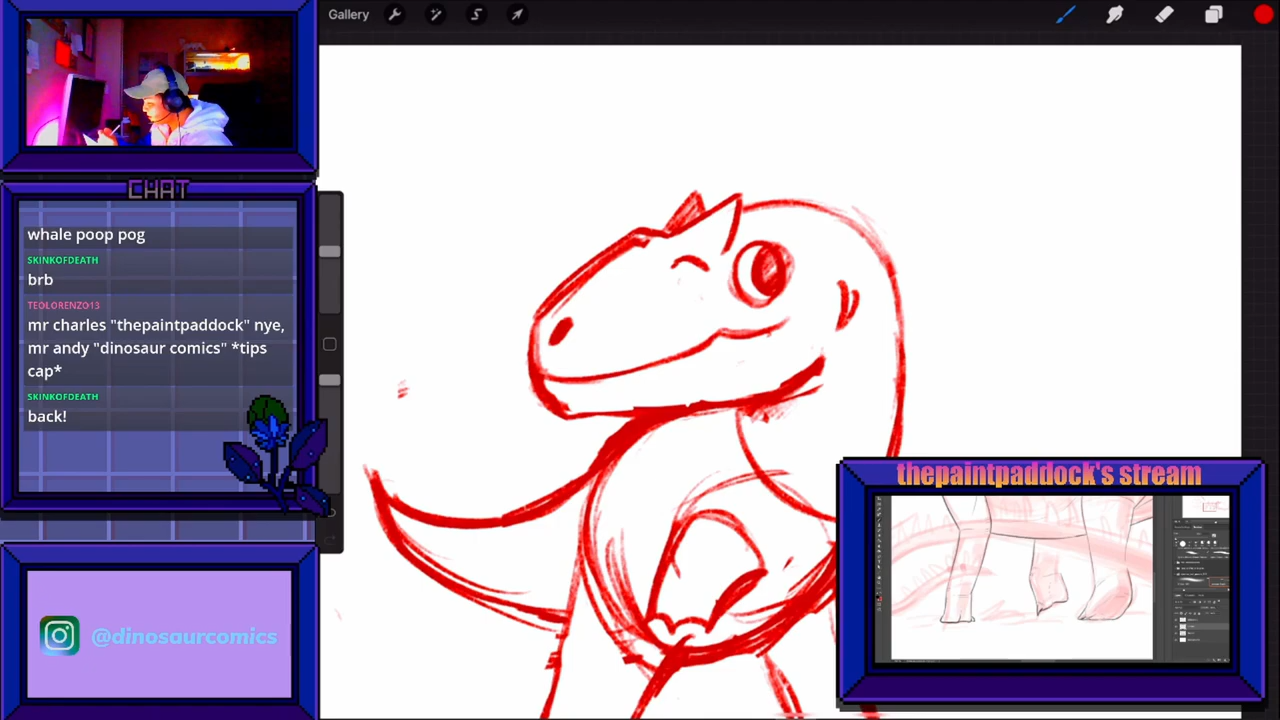 Gallery
CHAT
whale poop pog
SKINKOFDEATH
brb
TEOLORENZO13
mr charles "thepaintpaddock" nye,
mr andy "dinosaur comics" *tips
cap*
SKINKOFDEATH
back!
thepaintpaddock's stream
@dinosaurcomics